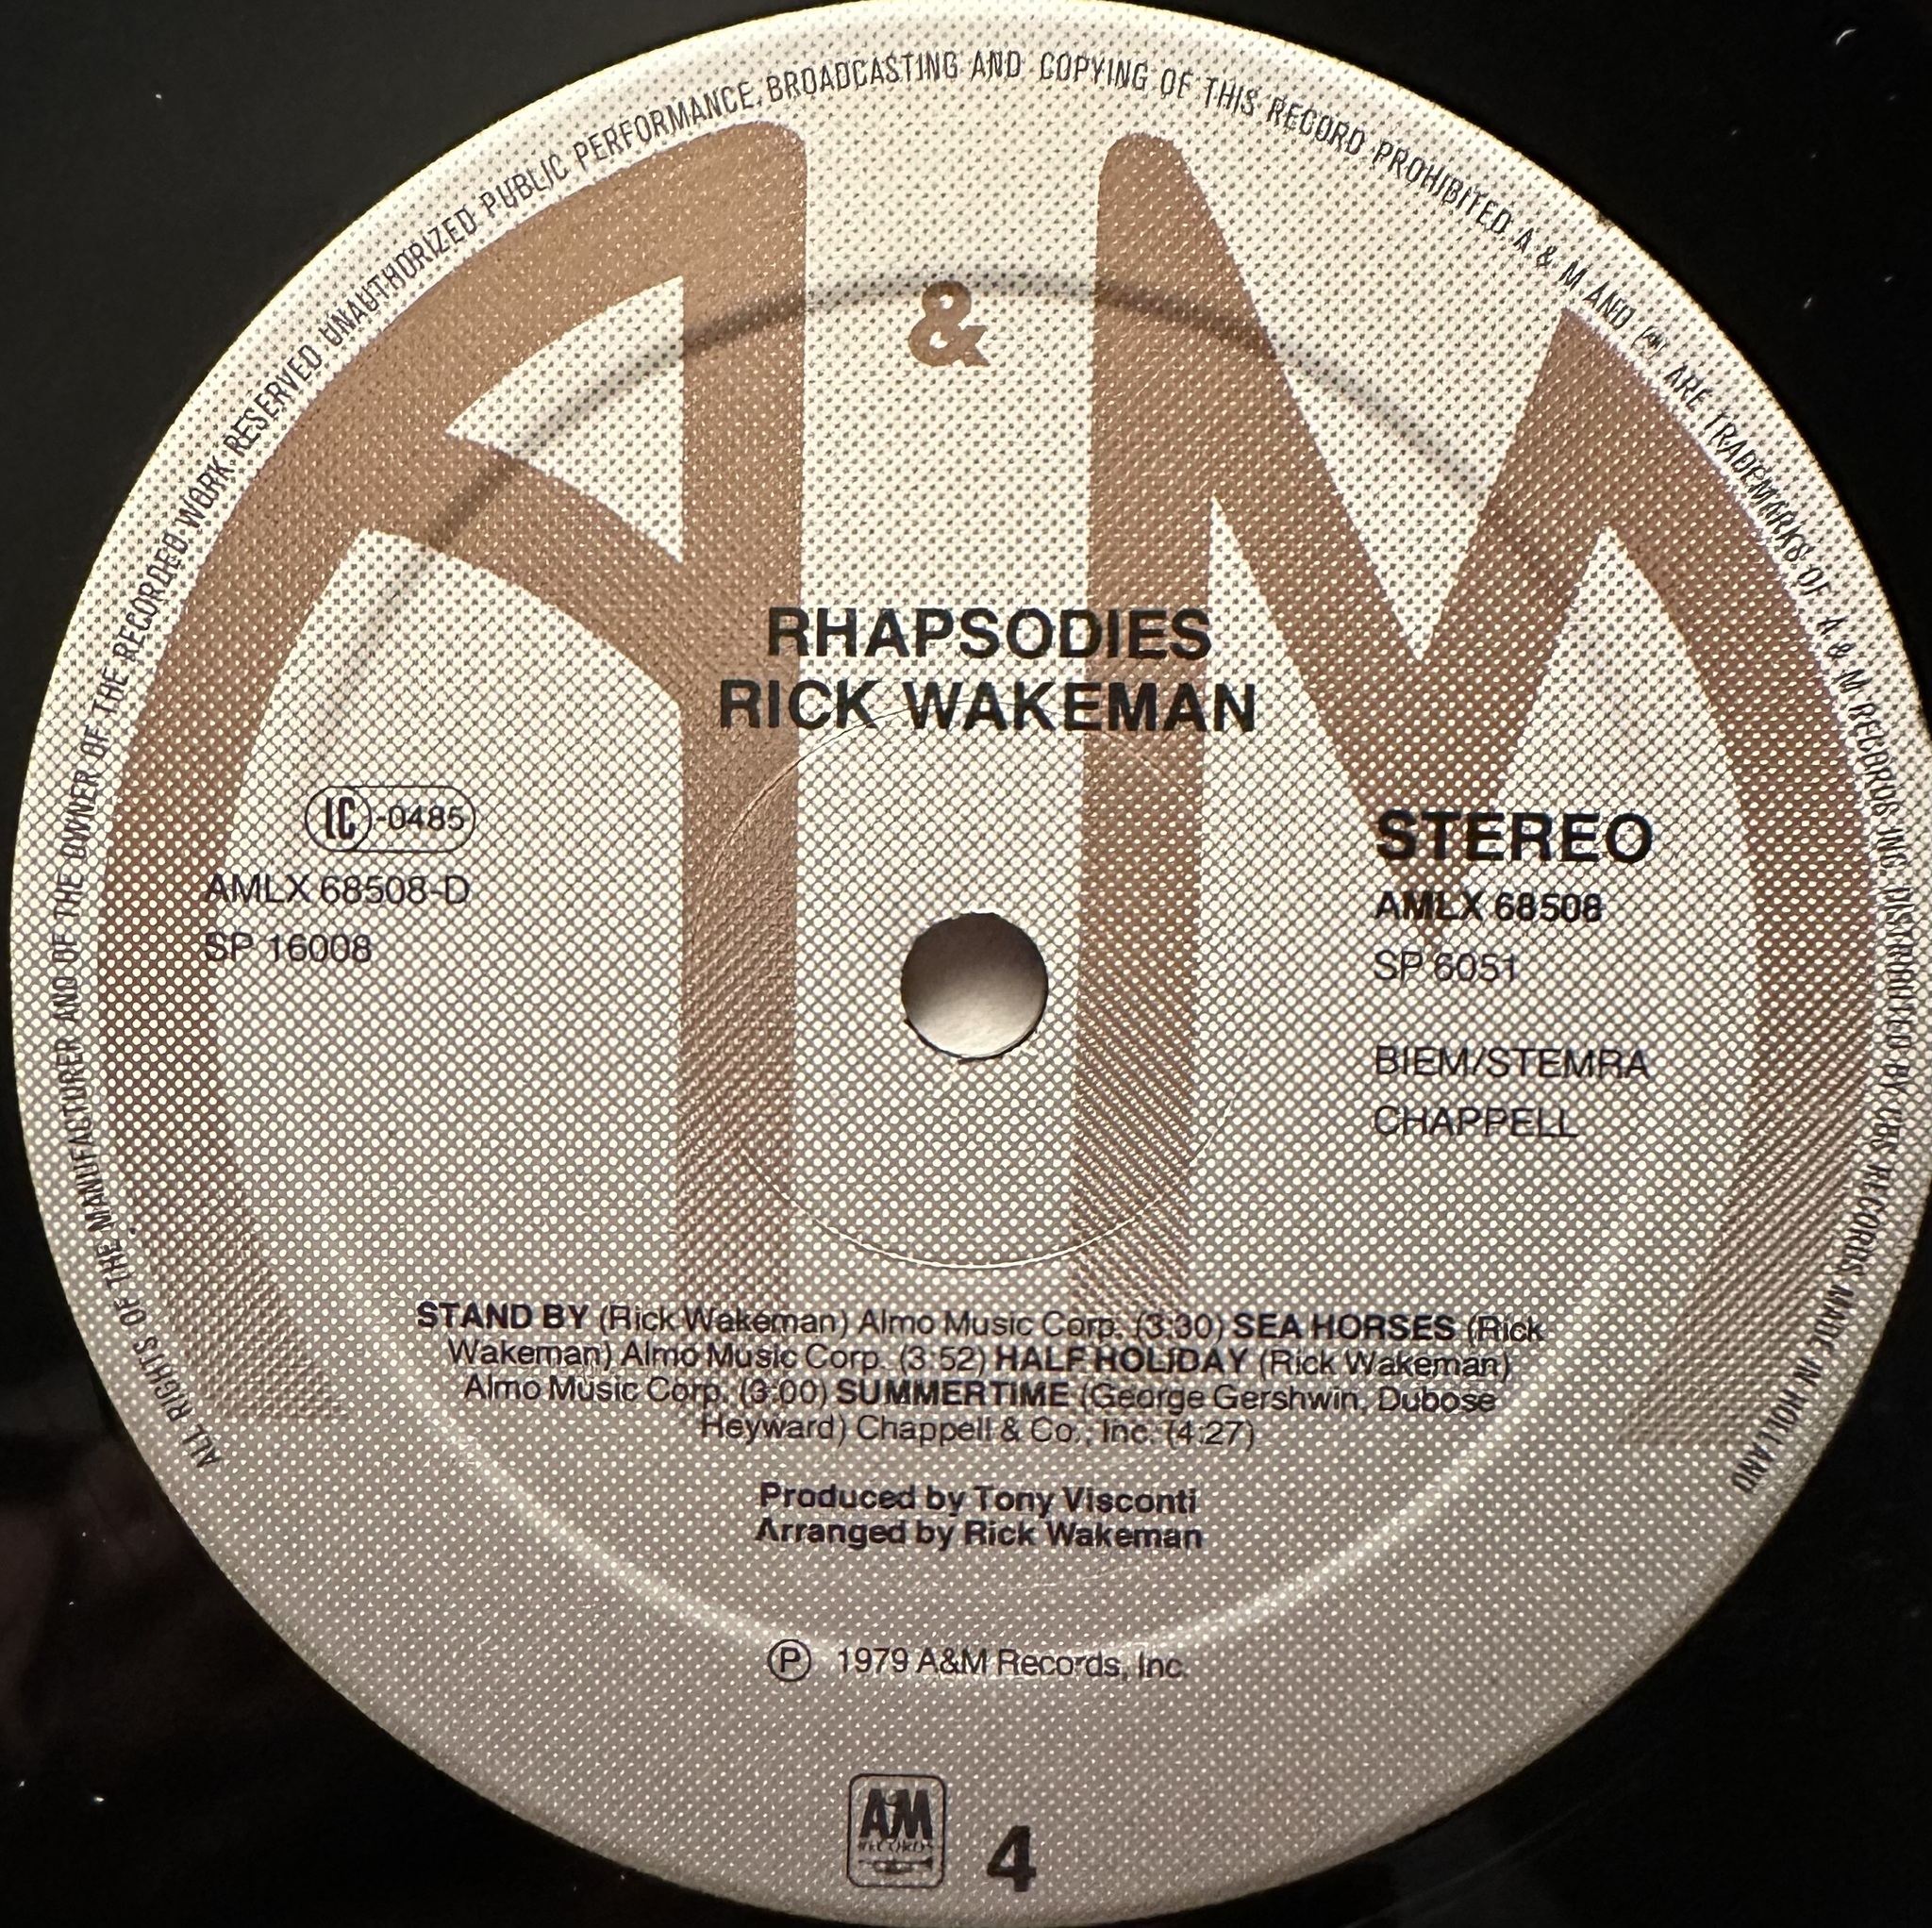 ALL RIGHTS OF THE MANUFACTURER AND OF THE OWNER OF THE RECORDED WORK RESERVED UNAUTHORIZED PUBLIC PERFORMANCE, BROADCASTING AND COPYING OF THIS RECORD PROHIBITED A & M AND ARE TRADEMARKS OF A & M RECORDS INC. DISTRIBUTED BY RECORDS MADE IN HOLLAND
A & M
RHAPSODIES
RICK WAKEMAN
LC-0485
AMLX 68508-D
SP 16008
STEREO
AMLX 68508
SP 6051
BIEM/STEMRA
CHAPPELL
STAND BY (Rick Wakeman) Almo Music Corp. (3:30) SEA HORSES (Rick
Wakeman) Almo Music Corp. (3:52) HALF HOLIDAY (Rick Wakeman)
Almo Music Corp. (3:00) SUMMERTIME (George Gershwin, Dubose
Heyward) Chappell & Co., Inc. (4:27)
Produced by Tony Visconti
Arranged by Rick Wakeman
Ⓟ 1979 A&M Records, Inc.
A&M
RECORDS
4